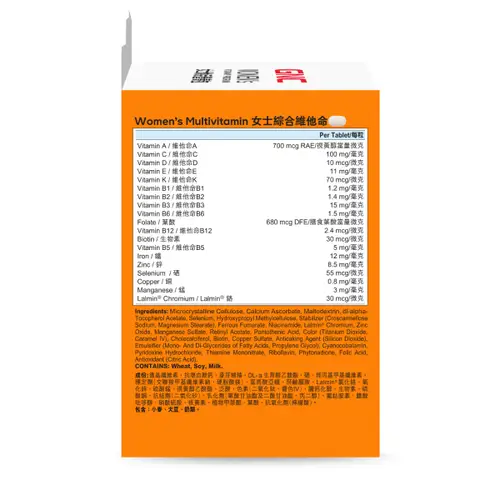 GNC
Women's Multivitamin 女士綜合維他命
Per Tablet/每粒
Vitamin A / 維他命A 700 mcg RAE/視黃醇當量微克
Vitamin C / 維他命C 100 mg/毫克
Vitamin D / 維他命D 10 mcg/微克
Vitamin E / 維他命E 11 mg/毫克
Vitamin K / 維他命K 70 mcg/微克
Vitamin B1 / 維他命B1 1.2 mg/毫克
Vitamin B2 / 維他命B2 1.4 mg/毫克
Vitamin B3 / 維他命B3 15 mg/毫克
Vitamin B6 / 維他命B6 1.5 mg/毫克
Folate / 葉酸 680 mcg DFE/膳食葉酸當量微克
Vitamin B12 / 維他命B12 2.4 mcg/微克
Biotin / 生物素 30 mcg/微克
Vitamin B5 / 維他命B5 5 mg/毫克
Iron / 鐵 12 mg/毫克
Zinc / 鋅 6.5 mg/毫克
Selenium / 硒 55 mcg/微克
Copper / 銅 0.8 mg/毫克
Manganese / 錳 3 mg/毫克
Lalmin® Chromium / Lalmin® 鉻 30 mcg/微克
Ingredients: Microcrystalline Cellulose, Calcium Ascorbate, Maltodextrin, dl-alpha-
Tocopherol Acetate, Selenium, Hydroxypropyl Methylcellulose, Stabilizer (Croscarmellose
Sodium, Magnesium Stearate), Ferrous Fumarate, Niacinamide, Lalmin® Chromium, Zinc
Oxide, Manganese Sulfate, Retinyl Acetate, Pantothenic Acid, Color (Titanium Dioxide,
Caramel IV), Cholecalciferol, Biotin, Copper Sulfate, Anticaking Agent (Silicon Dioxide),
Emulsifier (Mono- And Di-Glycerides of Fatty Acids, Propylene Glycol), Cyanocobalamin,
Pyridoxine Hydrochloride, Thiamine Mononitrate, Riboflavin, Phytonadione, Folic Acid,
Antioxidant (Citric Acid).
CONTAINS: Wheat, Soy, Milk.
包含：小麥、大豆、奶類。